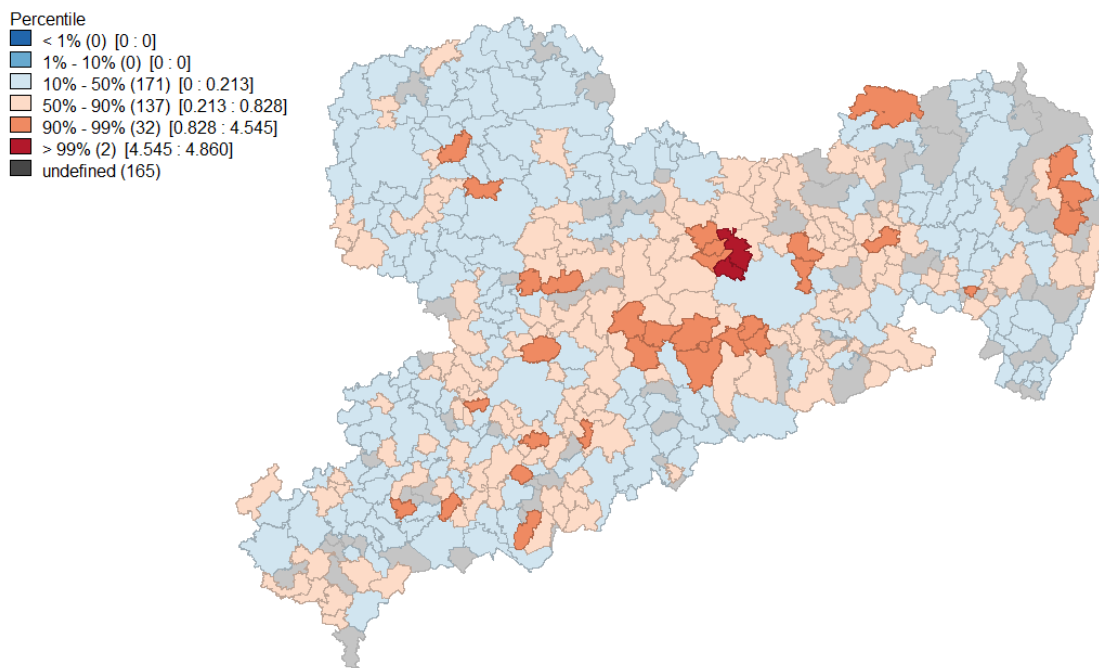 Percentile
< 1% (0) [0 : 0]
1% - 10% (0) [0 : 0]
10% - 50% (171) [0 : 0.213]
50% - 90% (137) [0.213 : 0.828]
90% - 99% (32) [0.828 : 4.545]
> 99% (2) [4.545 : 4.860]
undefined (165)